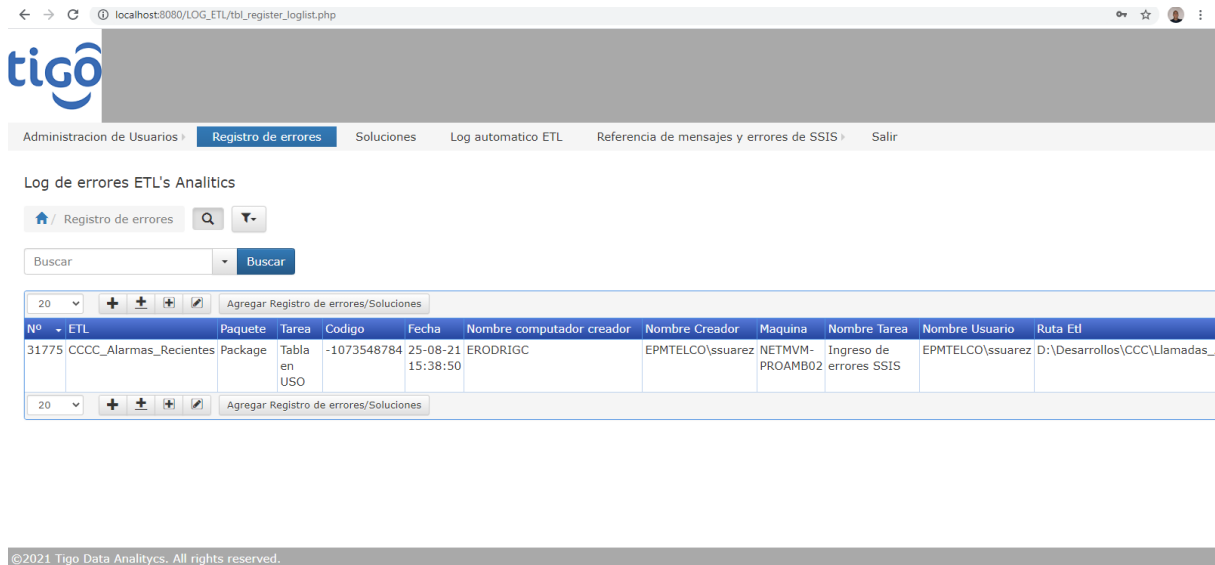 localhost:8080/LOG_ETL/tbl_register_loglist.php
tigo
Administracion de Usuarios Registro de errores Soluciones Log automatico ETL Referencia de mensajes y errores de SSIS Salir
Log de errores ETL's Analitics
/ Registro de errores
Buscar Buscar
20 Agregar Registro de errores/Soluciones
Nº ETL Paquete Tarea Codigo Fecha Nombre computador creador Nombre Creador Maquina Nombre Tarea Nombre Usuario Ruta Etl
31775 CCCC_Alarmas_Recientes Package Tabla -1073548784 25-08-21 ERODRIGC EPMTELCO\ssuarez NETMVM- Ingreso de EPMTELCO\ssuarez D:\Desarrollos\CCC\Llamadas_
en 15:38:50 PROAMB02 errores SSIS
USO
20 Agregar Registro de errores/Soluciones
©2021 Tigo Data Analitycs. All rights reserved.